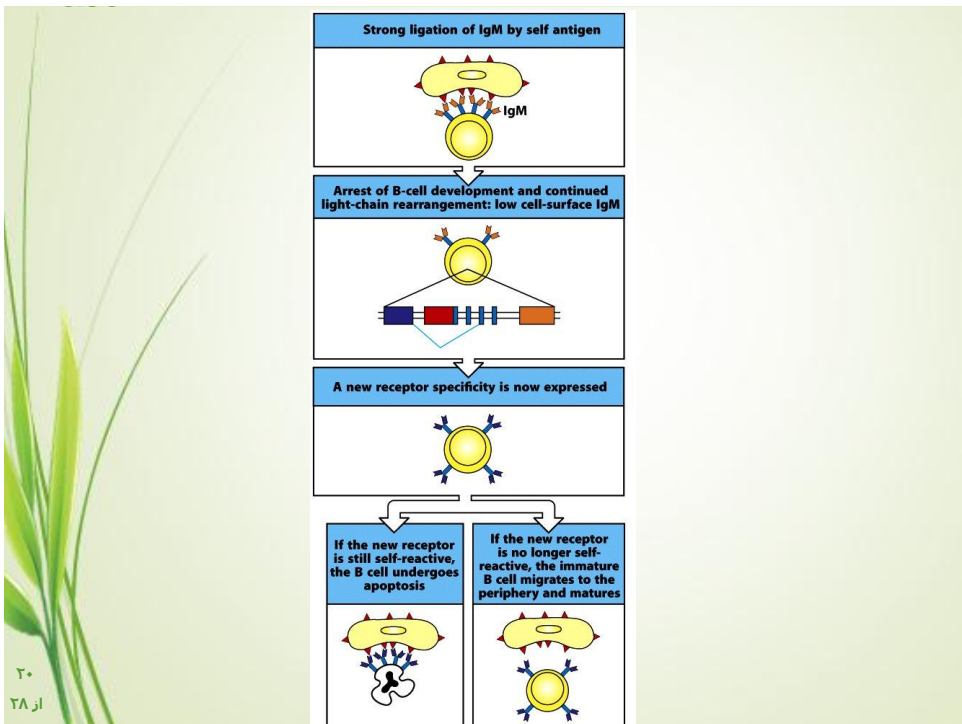 Strong ligation of IgM by self antigen
IgM
Arrest of B-cell development and continued
light-chain rearrangement: low cell-surface IgM
A new receptor specificity is now expressed
If the new receptor
is still self-reactive,
the B cell undergoes
apoptosis
If the new receptor
is no longer self-
reactive, the immature
B cell migrates to the
periphery and matures
۲۰
از ۲۸